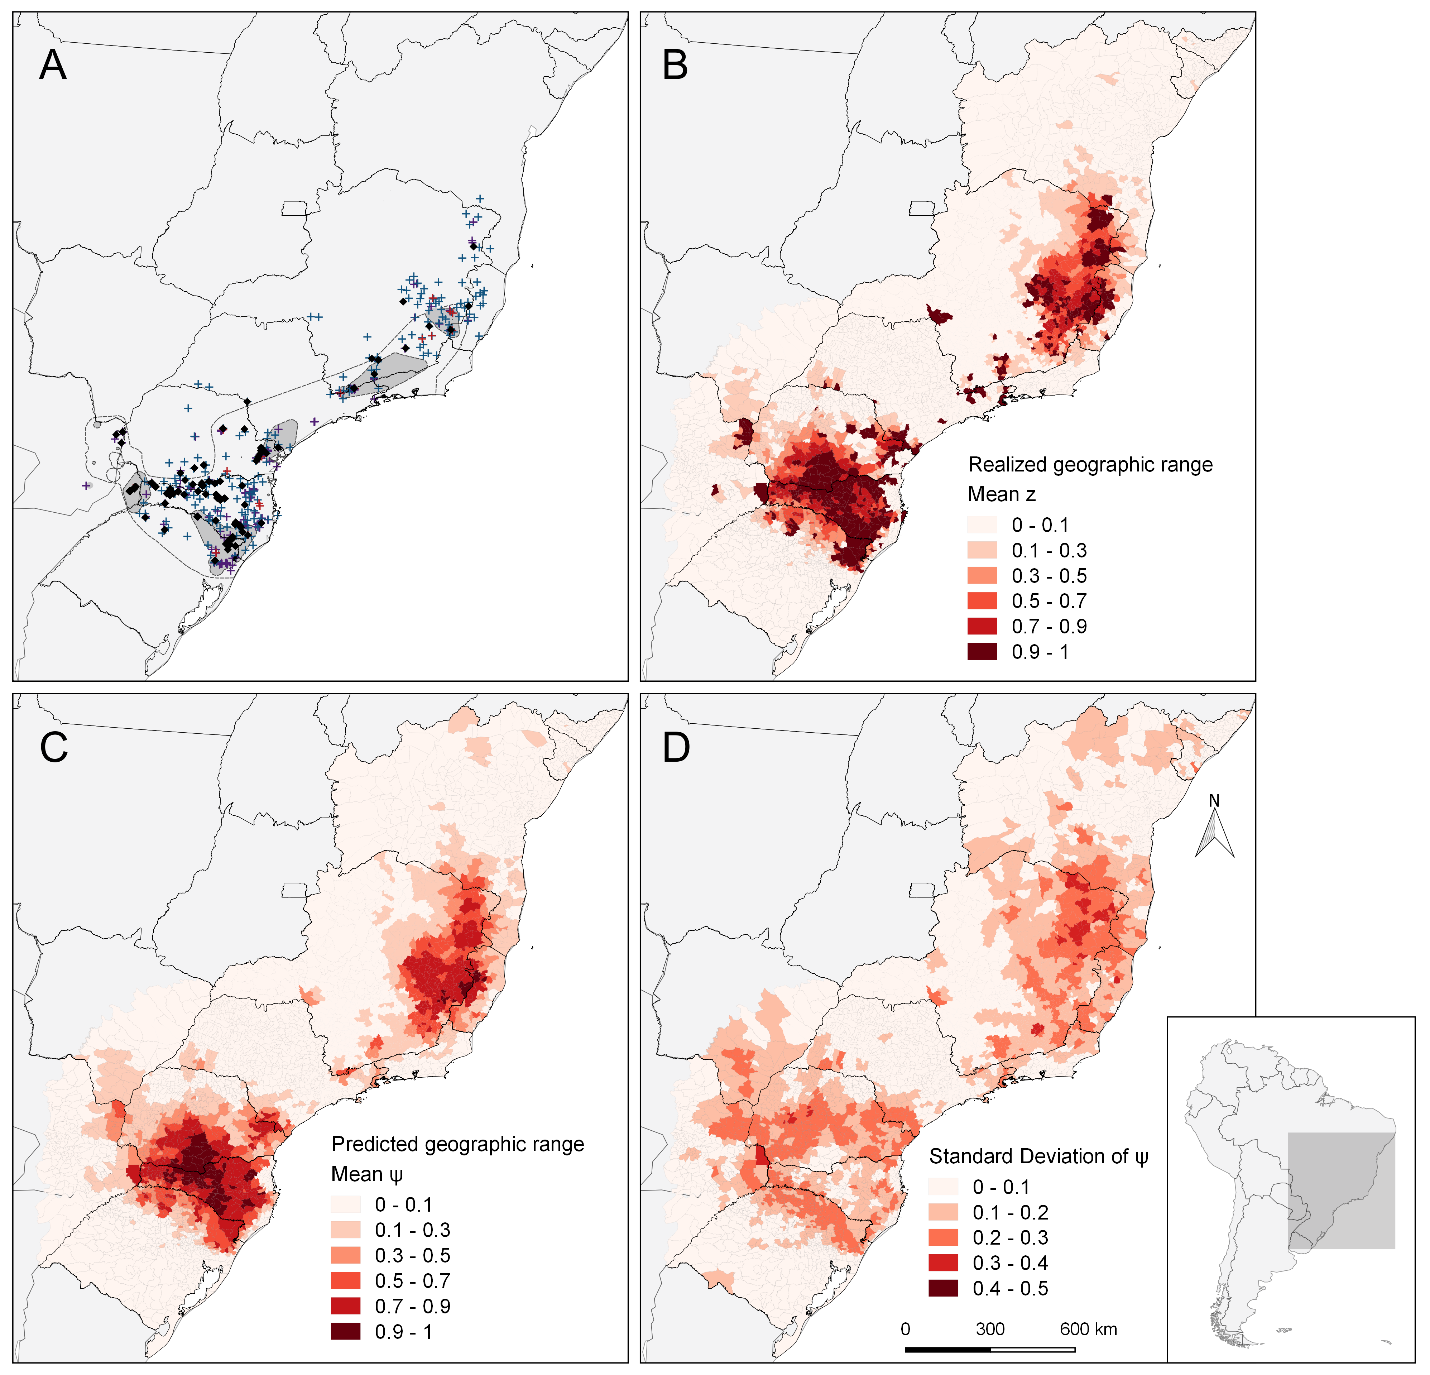 A
B
Realized geographic range
Mean z
0 - 0.1
0.1 - 0.3
0.3 - 0.5
0.5 - 0.7
0.7 - 0.9
0.9 - 1
C
Predicted geographic range
Mean ψ
0 - 0.1
0.1 - 0.3
0.3 - 0.5
0.5 - 0.7
0.7 - 0.9
0.9 - 1
D
N
Standard Deviation of ψ
0 - 0.1
0.1 - 0.2
0.2 - 0.3
0.3 - 0.4
0.4 - 0.5
0 300 600 km